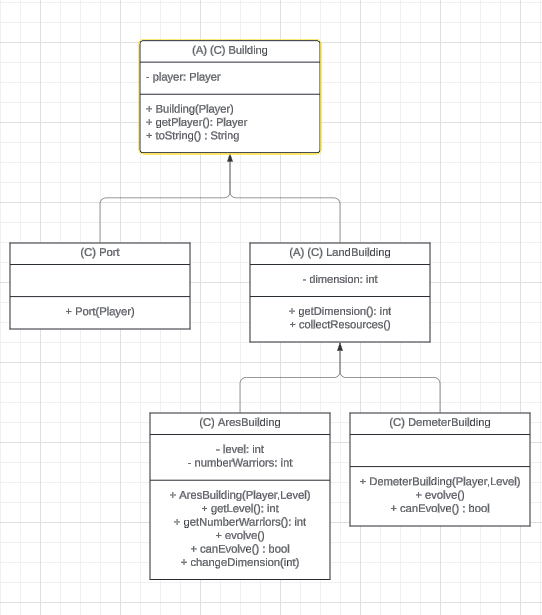 (A) (C) Building
- player: Player
+ Building(Player)
+ getPlayer(): Player
+ toString() : String
(C) Port
+ Port(Player)
(A) (C) LandBuilding
- dimension: int
+ getDimension(): int
+ collectResources()
(C) AresBuilding
- level: int
- numberWarriors: int
+ AresBuilding(Player,Level)
+ getLevel(): int
+ getNumberWarriors(): int
+ evolve()
+ canEvolve() : bool
+ changeDimension(int)
(C) DemeterBuilding
+ DemeterBuilding(Player,Level)
+ evolve()
+ canEvolve() : bool